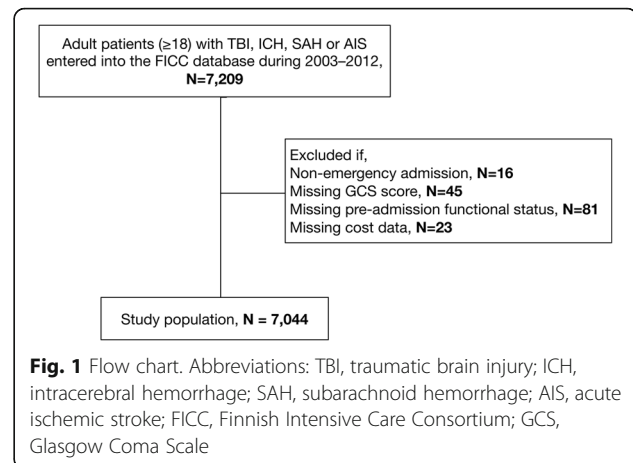 Adult patients (≥18) with TBI, ICH, SAH or AIS
entered into the FICC database during 2003–2012,
N=7,209
Excluded if,
Non-emergency admission, N=16
Missing GCS score, N=45
Missing pre-admission functional status, N=81
Missing cost data, N=23
Study population, N = 7,044
Fig. 1 Flow chart. Abbreviations: TBI, traumatic brain injury; ICH,
intracerebral hemorrhage; SAH, subarachnoid hemorrhage; AIS, acute
ischemic stroke; FICC, Finnish Intensive Care Consortium; GCS,
Glasgow Coma Scale